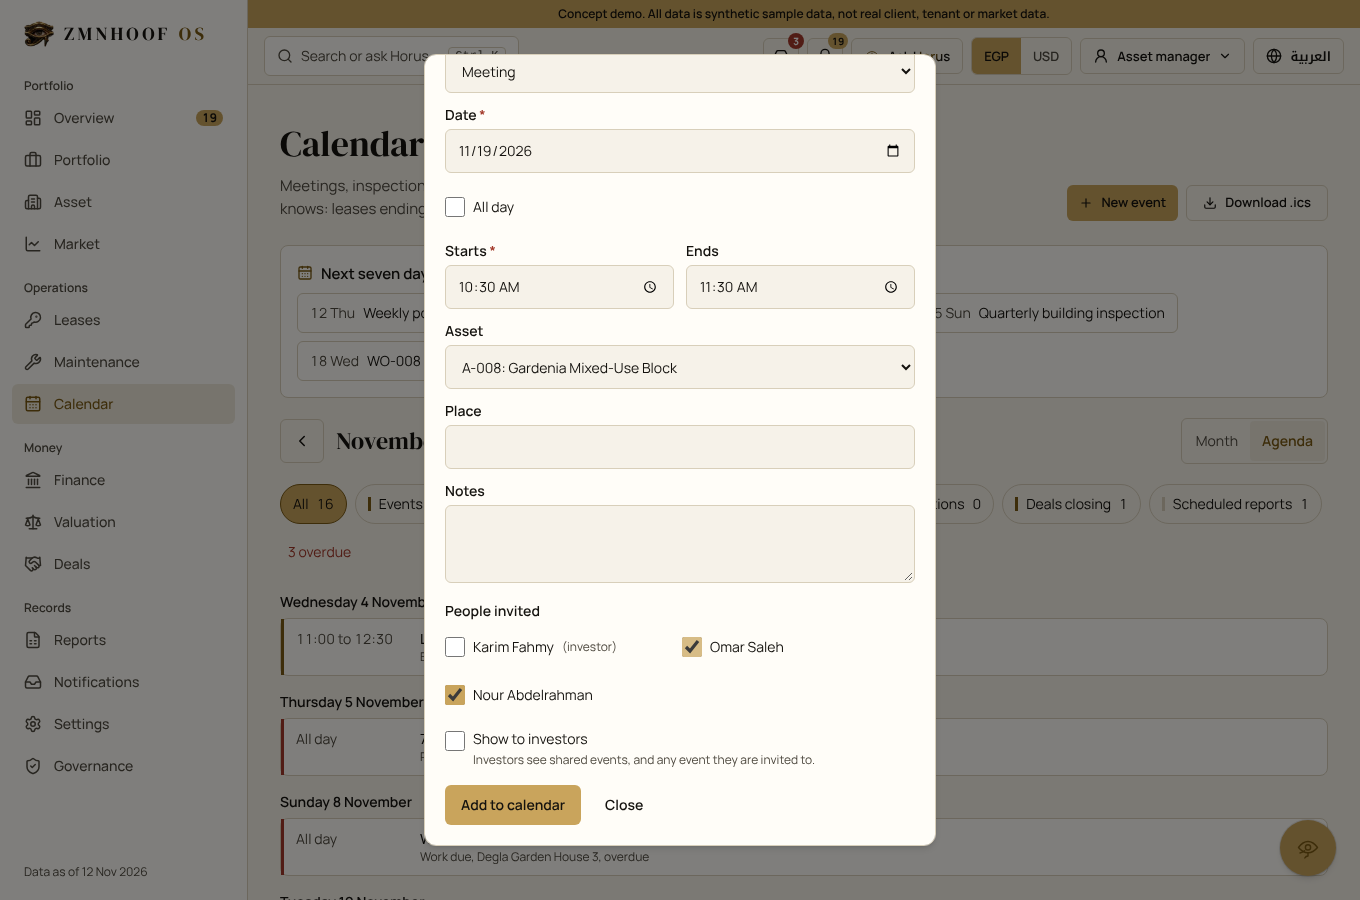 Concept demo. All data is synthetic sample data, not real client, tenant or market data.
ZMNHOOF OS
Search or ask Horus
Ctrl K
3
19
EGP
USD
Asset manager
العربية
Portfolio
Overview 19
Portfolio
Asset
Market
Operations
Leases
Maintenance
Calendar
Money
Finance
Valuation
Deals
Records
Reports
Notifications
Settings
Governance
Data as of 12 Nov 2026
Calendar
Meetings,
knows: leases ending
New event
Download .ics
Next seven
12 Thu Weekly
Sun Quarterly building inspection
18 Wed WO-008
Month
Agenda
All 16
Events
0
Deals closing 1
Scheduled reports 1
3 overdue
Wednesday 4
11:00 to 12:30
Thursday 5 November
All day
Sunday 8 November
All day
Work due, Degla Garden House 3, overdue
Meeting
Date *
11/19/2026
All day
Starts *
Ends
10:30 AM
11:30 AM
Asset
A-008: Gardenia Mixed-Use Block
Place
Notes
People invited
Karim Fahmy (investor)
Omar Saleh
Nour Abdelrahman
Show to investors
Investors see shared events, and any event they are invited to.
Add to calendar
Close